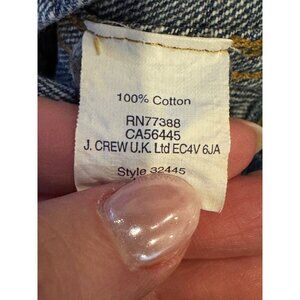 100% Cotton
RN77388
CA56445
J. CREW U.K. Ltd EC4V 6JA
Style 32445